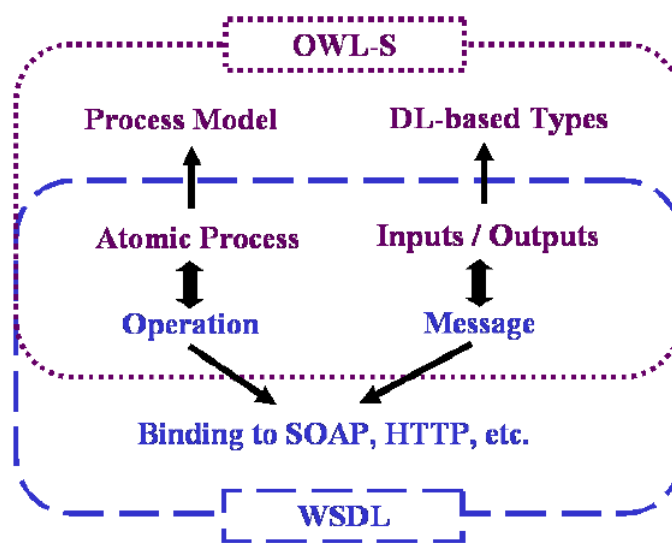 OWL-S
Process Model
DL-based Types
Atomic Process
Inputs / Outputs
Operation
Message
Binding to SOAP, HTTP, etc.
WSDL